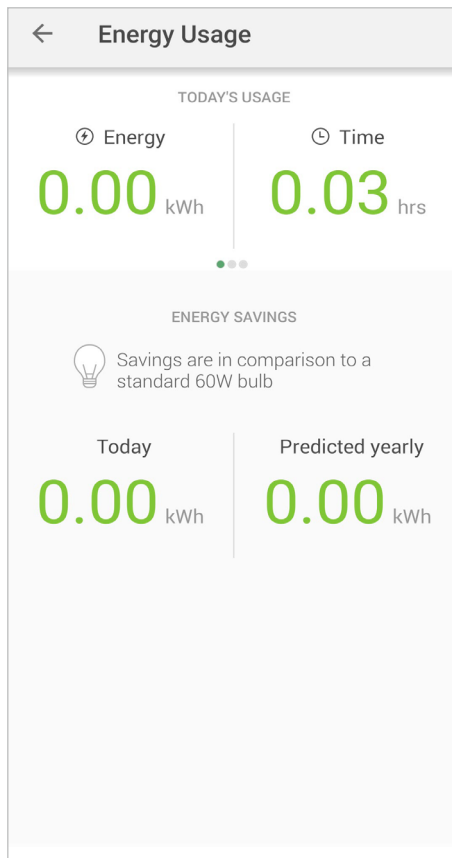 Energy Usage
TODAY'S USAGE
Energy
Time
0.00 kWh
0.03 hrs
ENERGY SAVINGS
Savings are in comparison to a
standard 60W bulb
Today
Predicted yearly
0.00 kWh
0.00 kWh